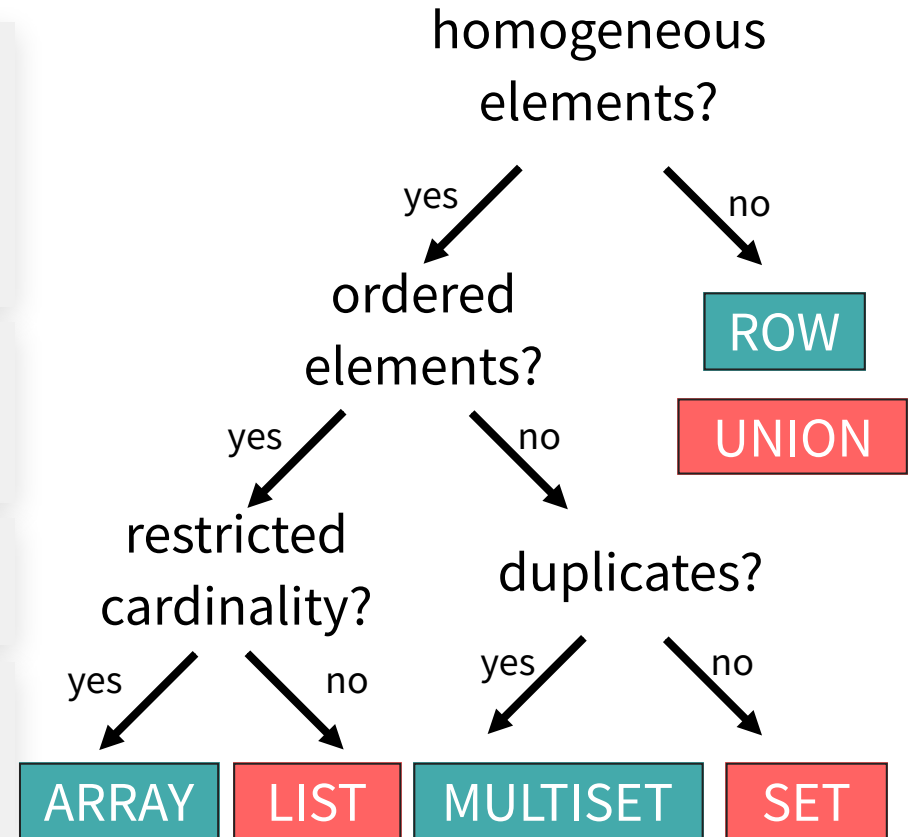 homogeneous
elements?
yes
no
ordered
elements?
ROW
UNION
yes
no
restricted
cardinality?
duplicates?
yes
no
yes
no
ARRAY
LIST
MULTISET
SET